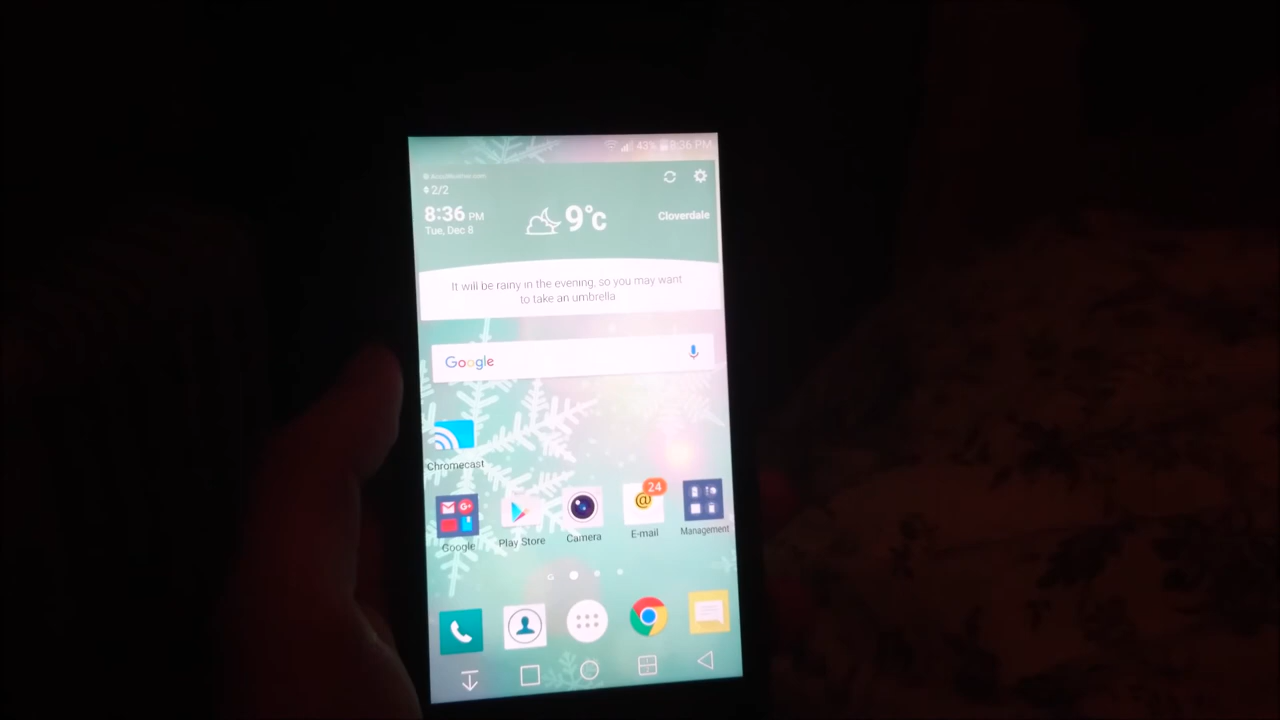 43% 8:36 PM
AccuWeather.com
2/2
8:36 PM
Tue, Dec 8
9°C
Cloverdale
It will be rainy in the evening, so you may want
to take an umbrella
Google
Chromecast
24
Google
Play Store
Camera
E-mail
Management